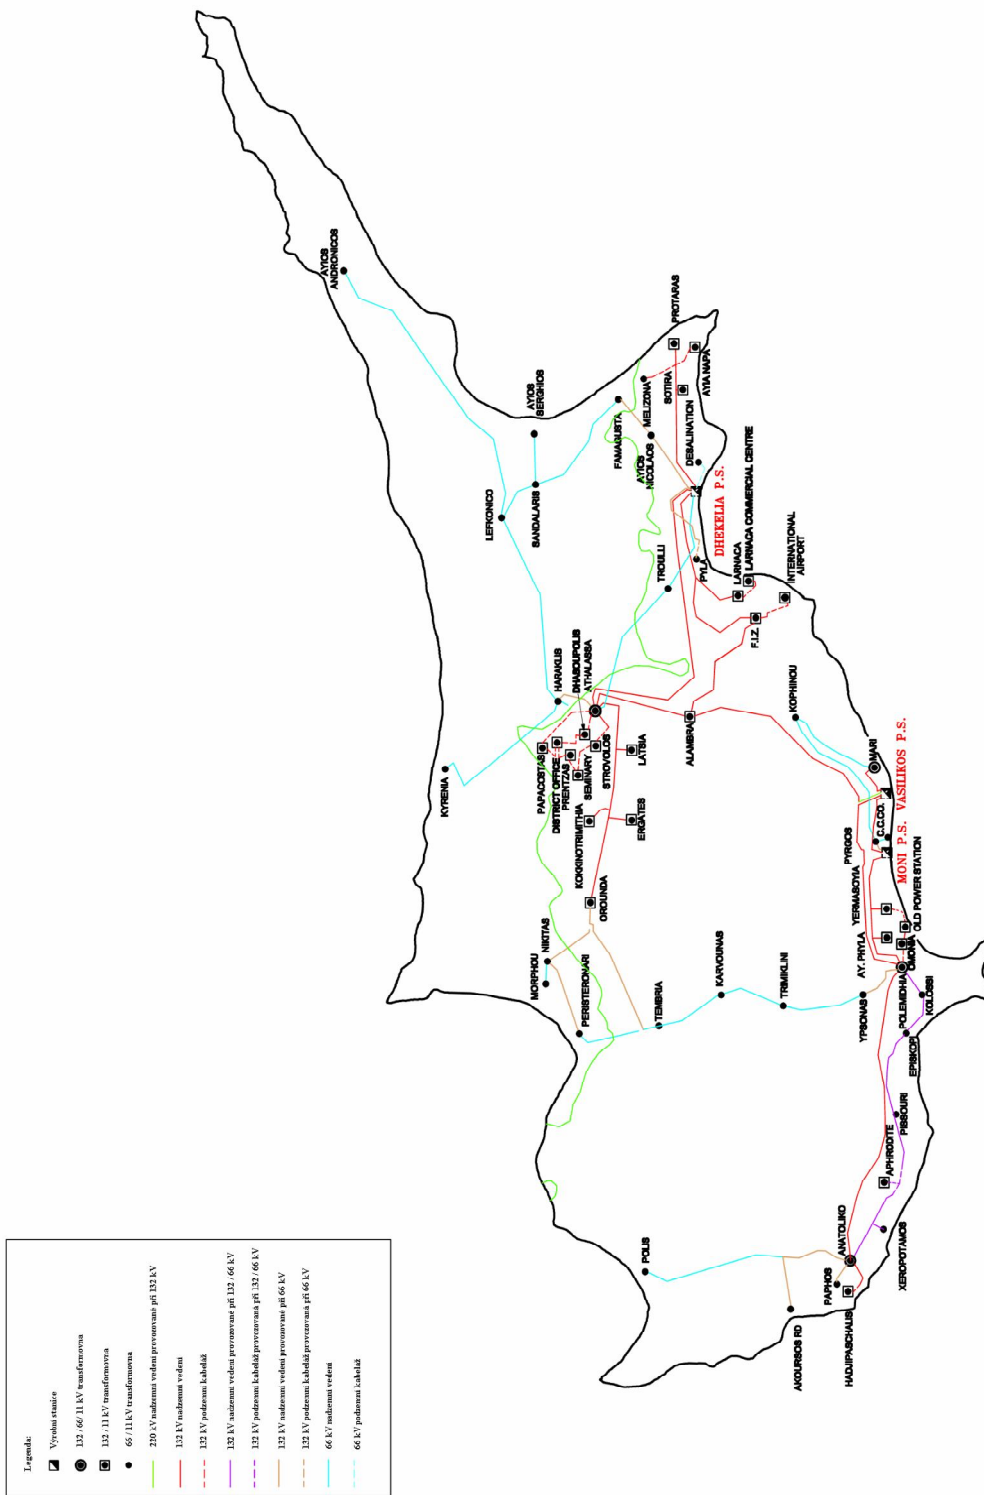 Legenda:
Výrobní stanice
132 / 66/ 11 kV transformovna
132 / 11 kV transformovna
66 / 11 kV transformovna
220 kV nadzemní vedení provozované při 132 kV
132 kV nadzemní vedení
132 kV podzemní kabeláž
132 kV nadzemní vedení provozované při 132 / 66 kV
132 kV podzemní kabeláž provozovaná při 132 / 66 kV
132 kV nadzemní vedení provozované při 66 kV
132 kV podzemní kabeláž provozovaná při 66 kV
66 kV nadzemní vedení
66 kV podzemní kabeláž
AYIOS
ANDRONICOS
PROTARAS
AYIOS
SERGHIOS
SOTIRA
AYIA NAPA
MELIZONA
FAMAGUSTA
AYIOS
NICOLAOS
DESALINATION
LEFKONICO
SANDALARIS
DHEKELIA P.S.
LARNACA COMMERCIAL CENTRE
LARNACA
INTERNATIONAL
AIRPORT
PYLA
TROULLI
F.I.Z.
HARAKLIS
DHASOUPOLIS
ATHALASSA
KOPHINOU
KYRENIA
PAPACOSTAS
DISTRICT OFFICE
PRENTZAS
SEMINARY
STROVOLOS
LATSIA
ALAMBRA
MARI
VASILIKOS P.S.
MONI P.S.
C.C.CO.
PYRGOS
KOKKINOTRIMITHIA
ERGATES
OROUNDA
YERMASOYIA
OLD POWER STATION
AY. PHYLA
OMONIA
NIKITAS
MORPHOU
PERISTERONARI
KARVOUNAS
TRIMIKLINI
TEMBRIA
YPSONAS
POLEMIDHIA
KOLOSSI
EPISKOPI
PISSOURI
APHRODITE
ANATOLIKO
XEROPOTAMOS
POLIS
PAPHOS
HADJIPASCHALIS
AKOURSOS RD